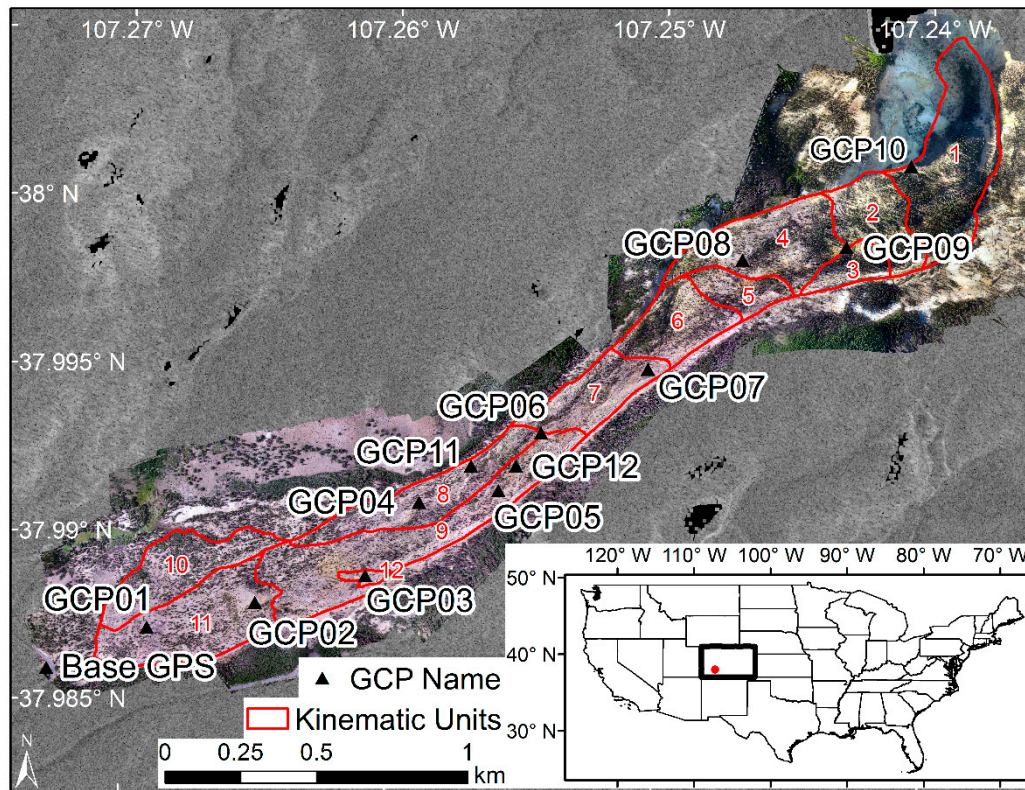 107.27° W 107.26° W 107.25° W 107.24° W
GCP10
1
38° N
2
GCP08
4
GCP09
3
5
6
37.995° N
7
GCP07
GCP06
GCP11
GCP12
GCP04
8
GCP05
37.99° N
9
10
12
GCP03
GCP01
11
GCP02
Base GPS
GCP Name
37.985° N
Kinematic Units
N
0 0.25 0.5 1
km
120° W 110° W 100° W 90° W 80° W 70° W
50° N
40° N
30° N